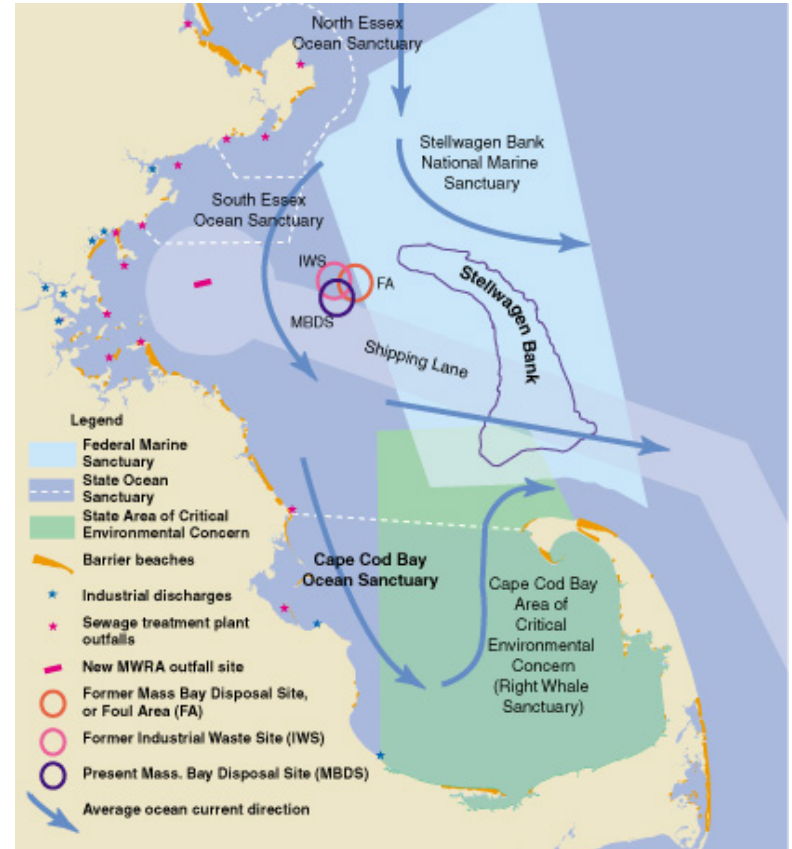 North Essex
Ocean Sanctuary
Stellwagen Bank
National Marine
Sanctuary
South Essex
Ocean Sanctuary
IWS
FA
MBDS
Stellwagen Bank
Shipping Lane
Legend
Federal Marine
Sanctuary
State Ocean
Sanctuary
State Area of Critical
Environmental Concern
Barrier beaches
Industrial discharges
Sewage treatment plant
outfalls
New MWRA outfall site
Former Mass Bay Disposal Site,
or Foul Area (FA)
Former Industrial Waste Site (IWS)
Present Mass. Bay Disposal Site (MBDS)
Average ocean current direction
Cape Cod Bay
Ocean Sanctuary
Cape Cod Bay
Area of
Critical
Environmental
Concern
(Right Whale
Sanctuary)